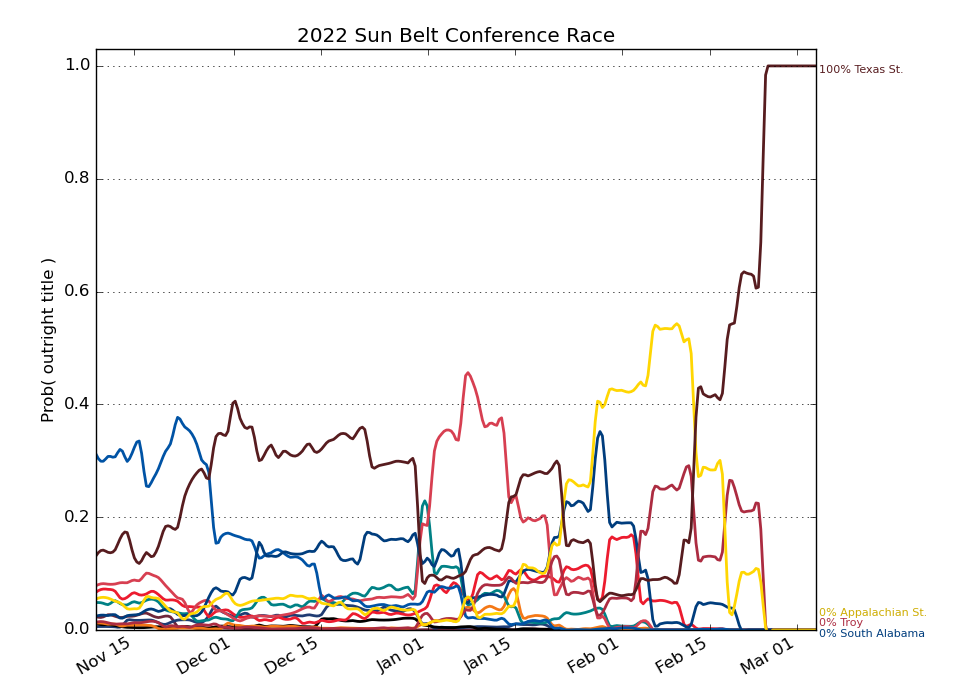 2022 Sun Belt Conference Race
Prob( outright title )
1.0
0.8
0.6
0.4
0.2
0.0
100% Texas St.
0% Appalachian St.
0% Troy
0% South Alabama
Nov 15
Dec 01
Dec 15
Jan 01
Jan 15
Feb 01
Feb 15
Mar 01